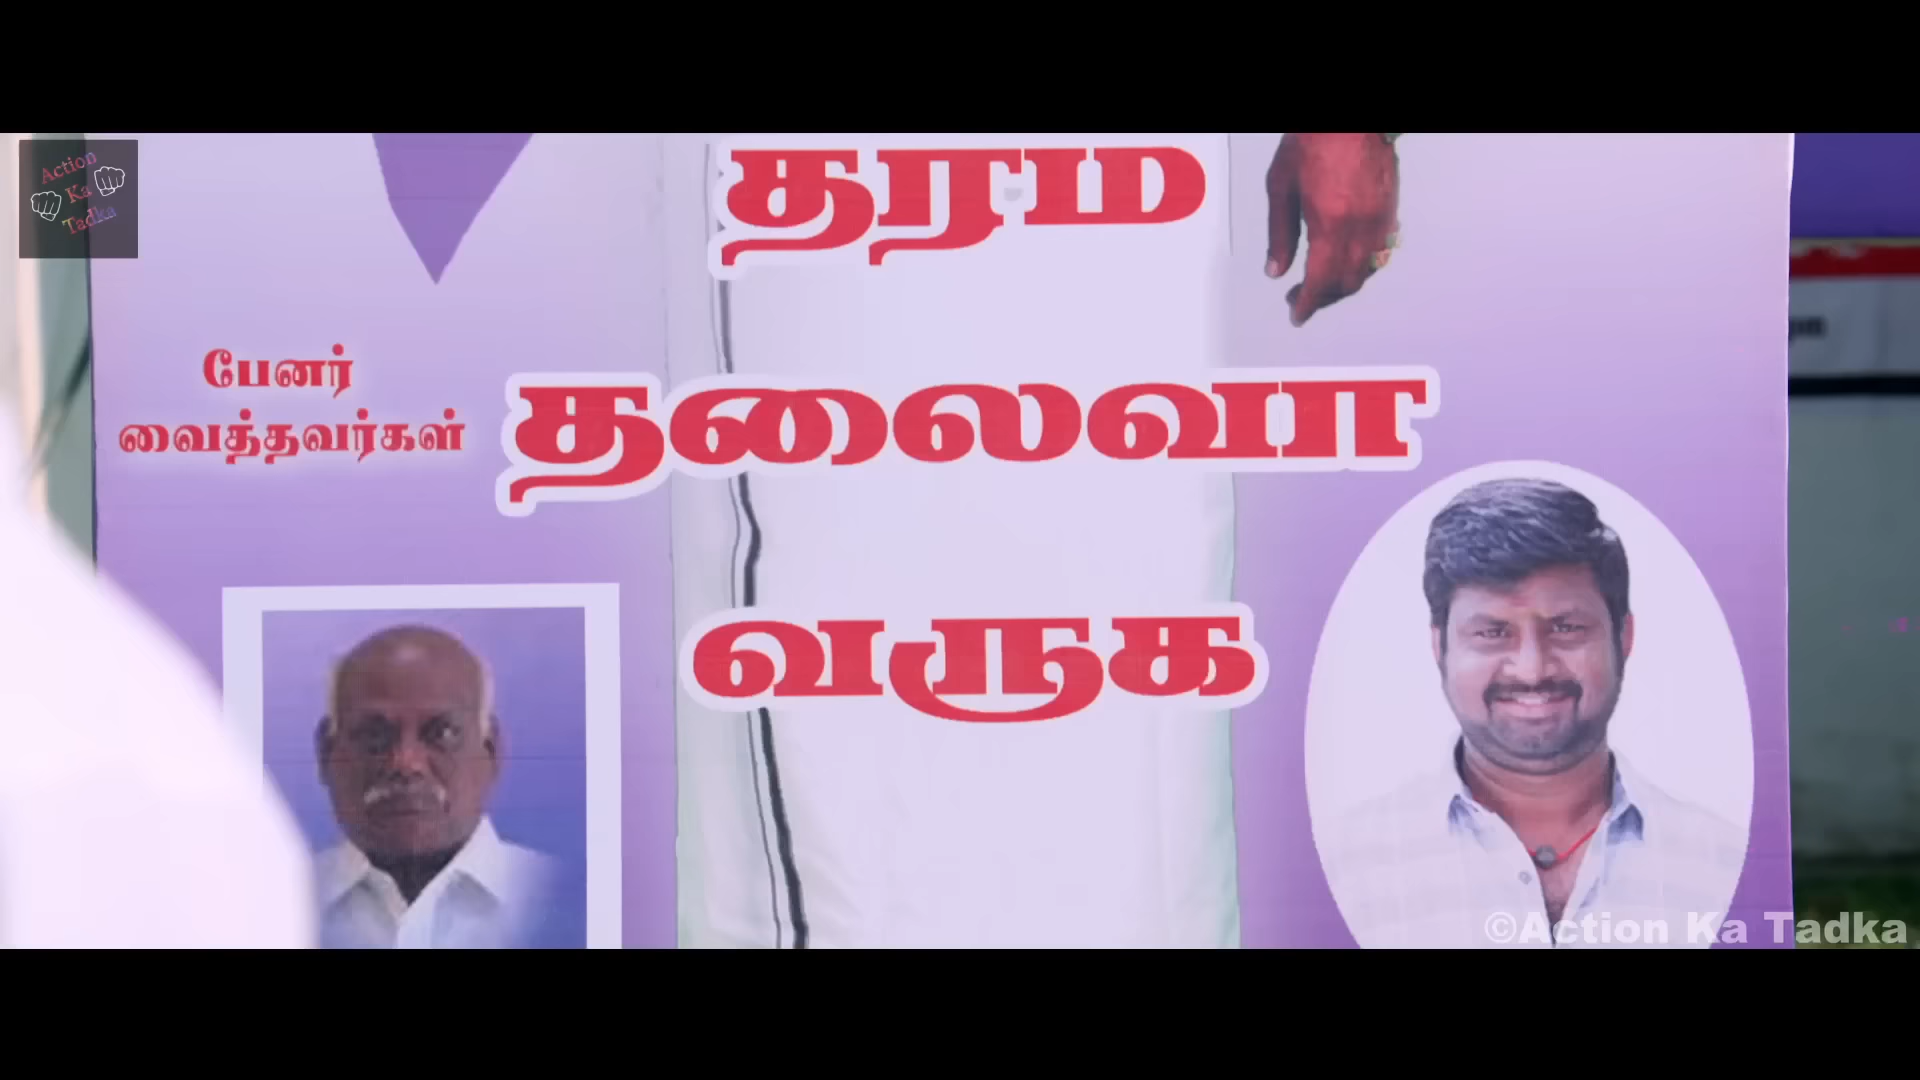 Action
Ka
Tadka
தரம
பேனர்
வைத்தவர்கள்
தலைவா
வருக
©Action Ka Tadka